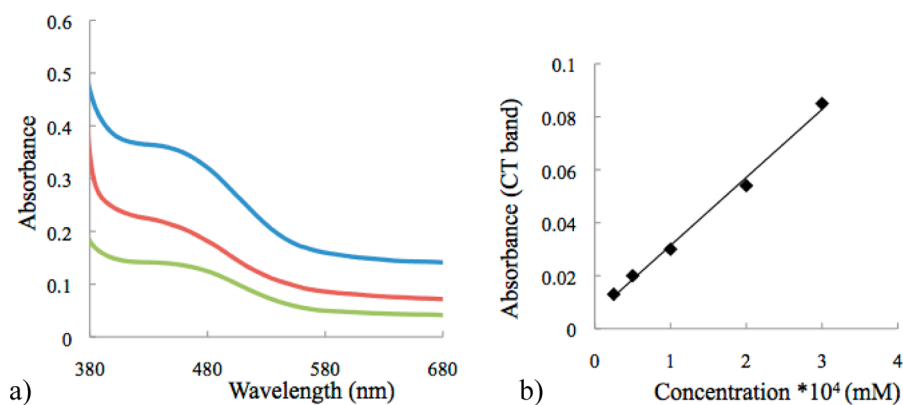 0.6
0.5
0.4
0.3
0.2
0.1
0
Absorbance
380 480 580 680
Wavelength (nm)
a)
0.1
0.08
0.06
0.04
0.02
0
Absorbance (CT band)
0 1 2 3 4
Concentration *10⁴ (mM)
b)